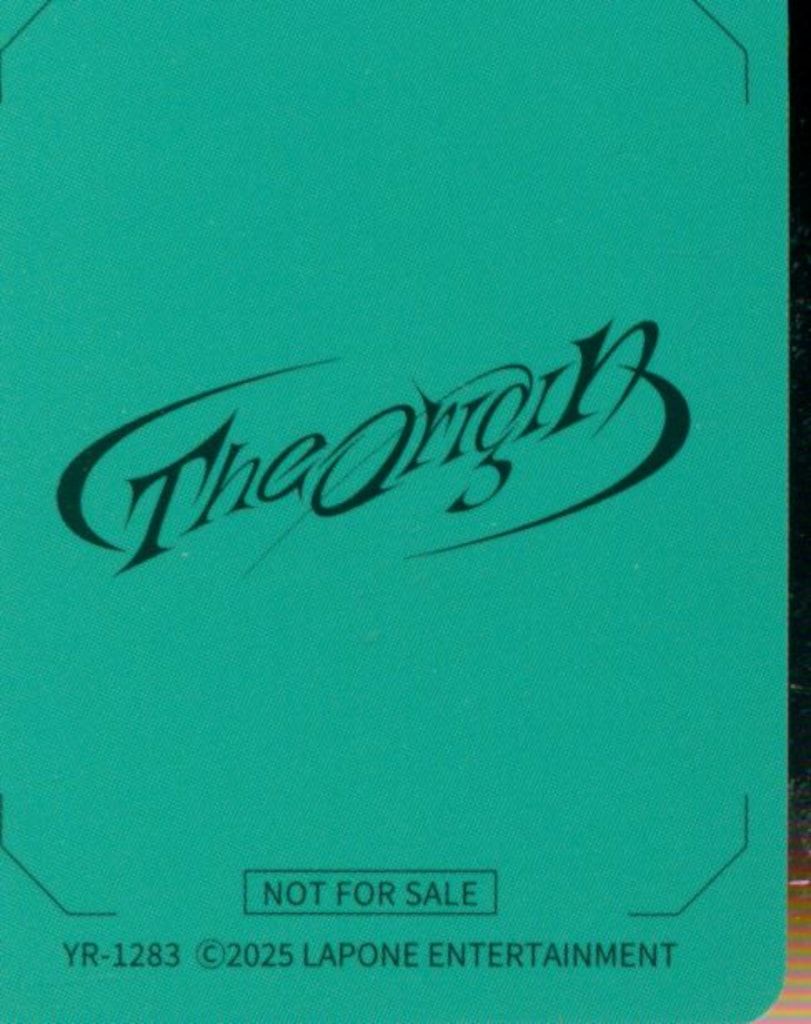 The Origin
NOT FOR SALE
YR-1283 ©2025 LAPONE ENTERTAINMENT